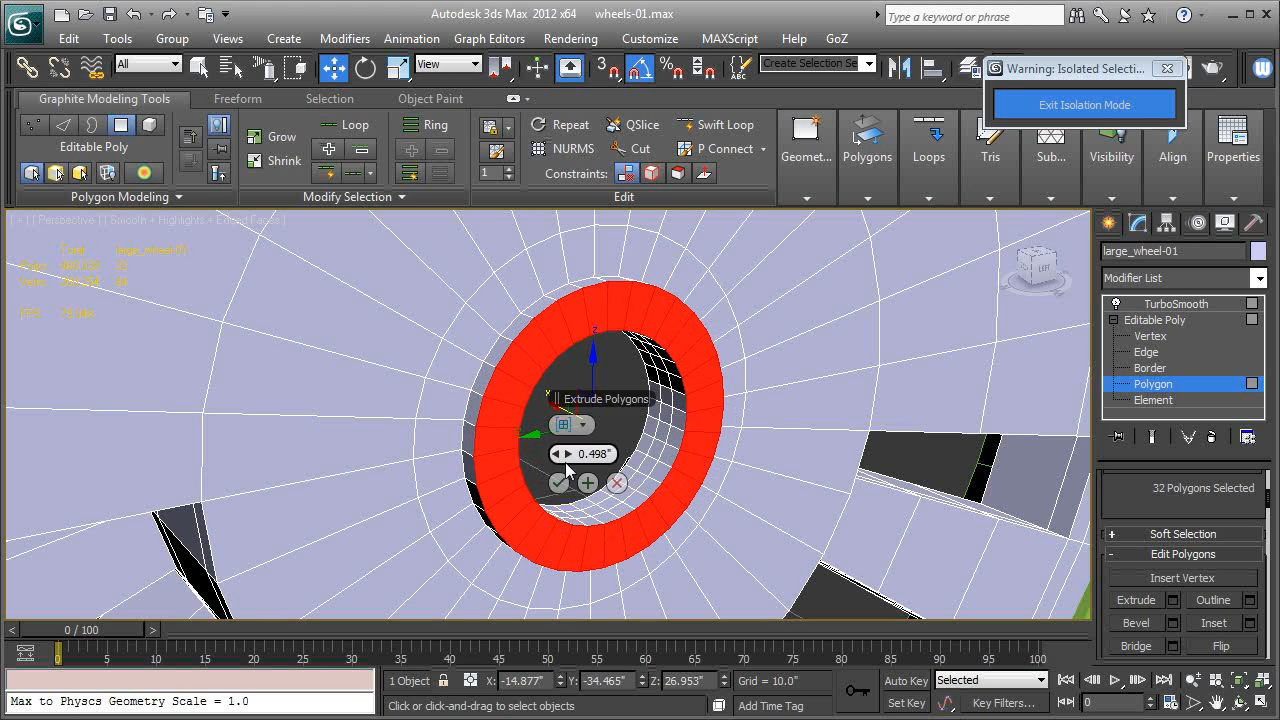 Autodesk 3ds Max 2012 x64 wheels-01.max
Type a keyword or phrase
Edit Tools Group Views Create Modifiers Animation Graph Editors Rendering Customize MAXScript Help GoZ
All View Create Selection Se
Warning: Isolated Selecti...
Exit Isolation Mode
Graphite Modeling Tools Freeform Selection Object Paint
Editable Poly
Polygon Modeling
Grow
Shrink
Loop Ring
Modify Selection
1
Repeat QSlice Swift Loop
NURMS Cut P Connect
Constraints:
Edit
Geomet... Polygons Loops Tris Sub... Visibility Align Properties
[ + ] [ Perspective ] [ Smooth + Highlights + Edged Faces ]
Total large_wheel-01
FPS:
LEFT
z
x
Extrude Polygons
0.498"
large_wheel-01
Modifier List
TurboSmooth
Editable Poly
Vertex
Edge
Border
Polygon
Element
32 Polygons Selected
+ Soft Selection
- Edit Polygons
Insert Vertex
Extrude Outline
Bevel Inset
Bridge Flip
< 0 / 100 >
0 5 10 15 20 25 30 35 40 45 50 55 60 65 70 75 80 85 90 95 100
1 Object X: -14.877" Y: -34.465" Z: 26.953" Grid = 10.0" Auto Key Selected
Max to Physcs Geometry Scale = 1.0
Click or click-and-drag to select objects Add Time Tag Set Key Key Filters... 0